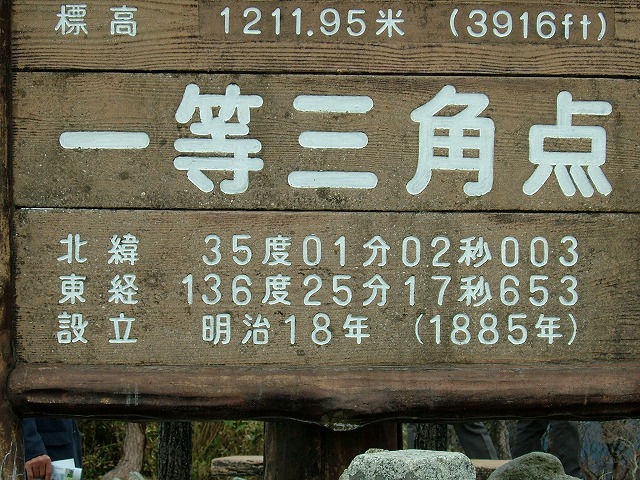 標高 1211.95米 (3916ft)
一等三角点
北緯 35度01分02秒003
東経 136度25分17秒653
設立 明治18年 (1885年)